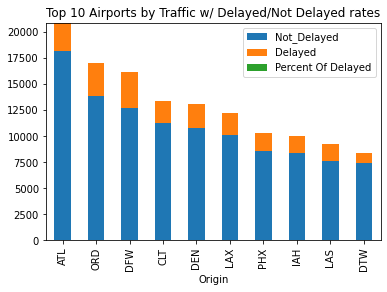 Top 10 Airports by Traffic w/ Delayed/Not Delayed rates
Not_Delayed
Delayed
Percent Of Delayed
20000
17500
15000
12500
10000
7500
5000
2500
0
ATL
ORD
DFW
CLT
DEN
LAX
PHX
IAH
LAS
DTW
Origin